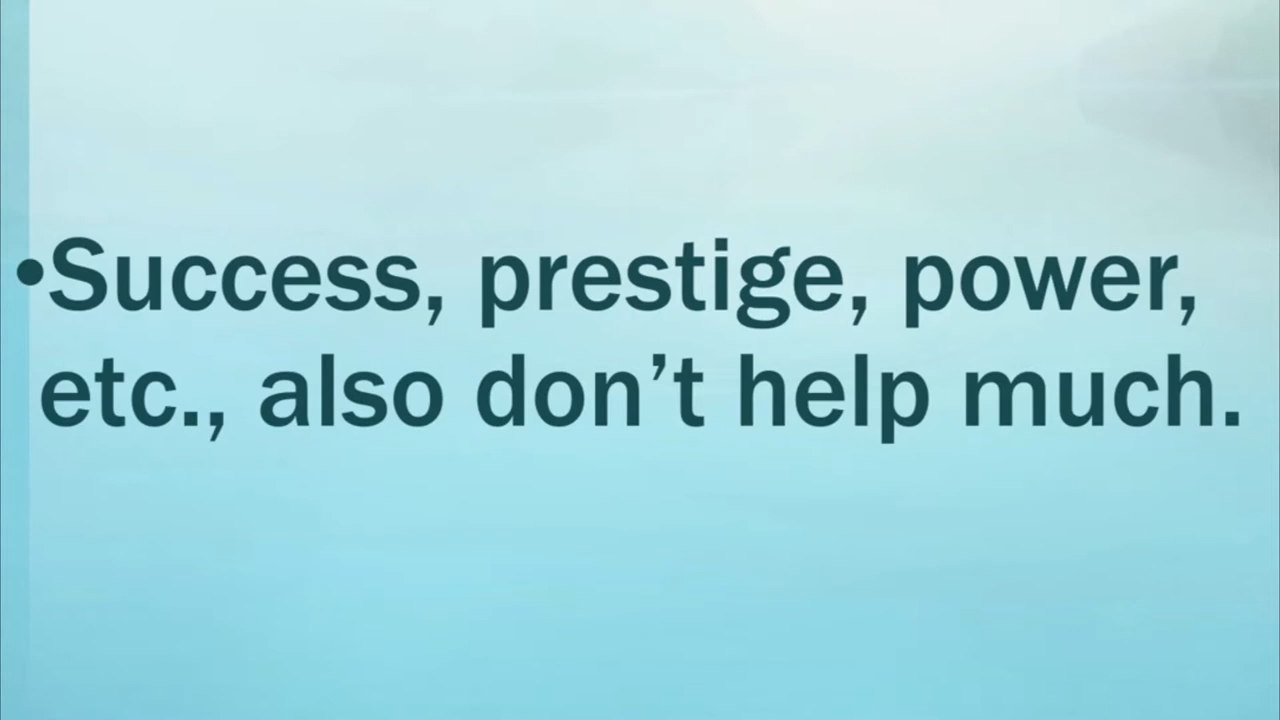 •Success, prestige, power,
etc., also don’t help much.